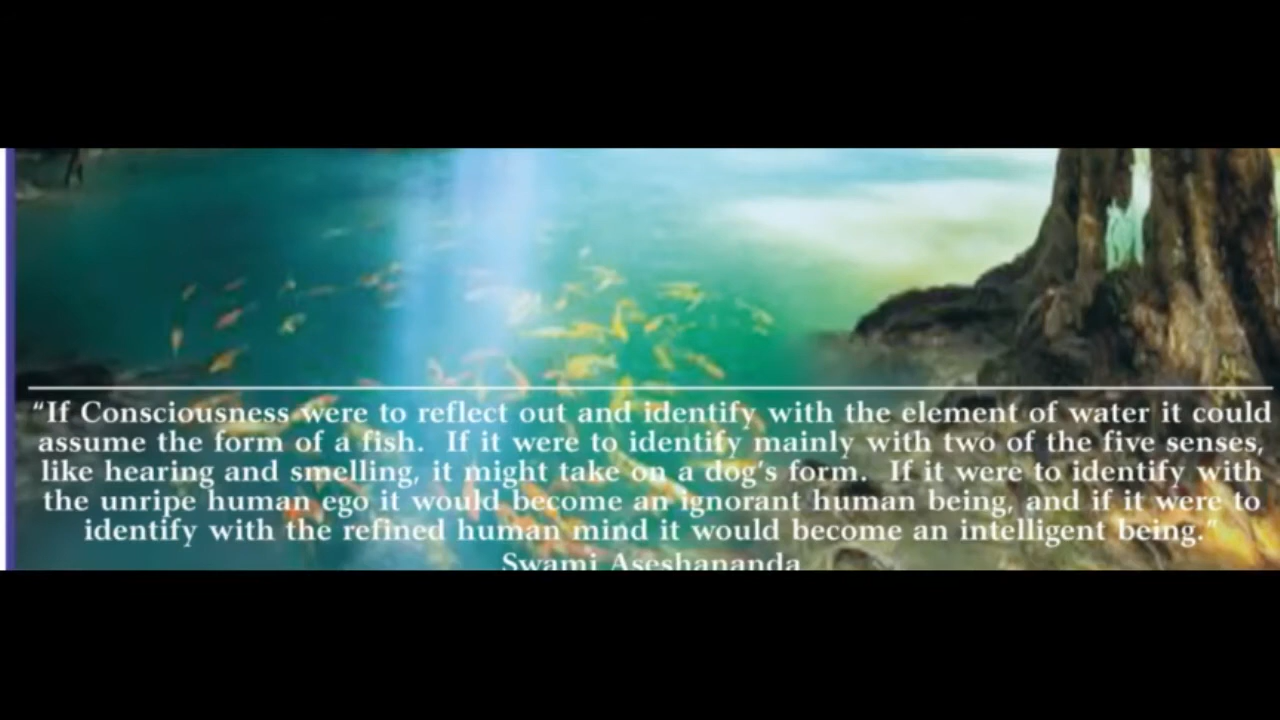 “If Consciousness were to reflect out and identify with the element of water it could
assume the form of a fish.  If it were to identify mainly with two of the five senses,
like hearing and smelling, it might take on a dog’s form.  If it were to identify with
the unripe human ego it would become an ignorant human being, and if it were to
identify with the refined human mind it would become an intelligent being.”
Swami Aseshananda